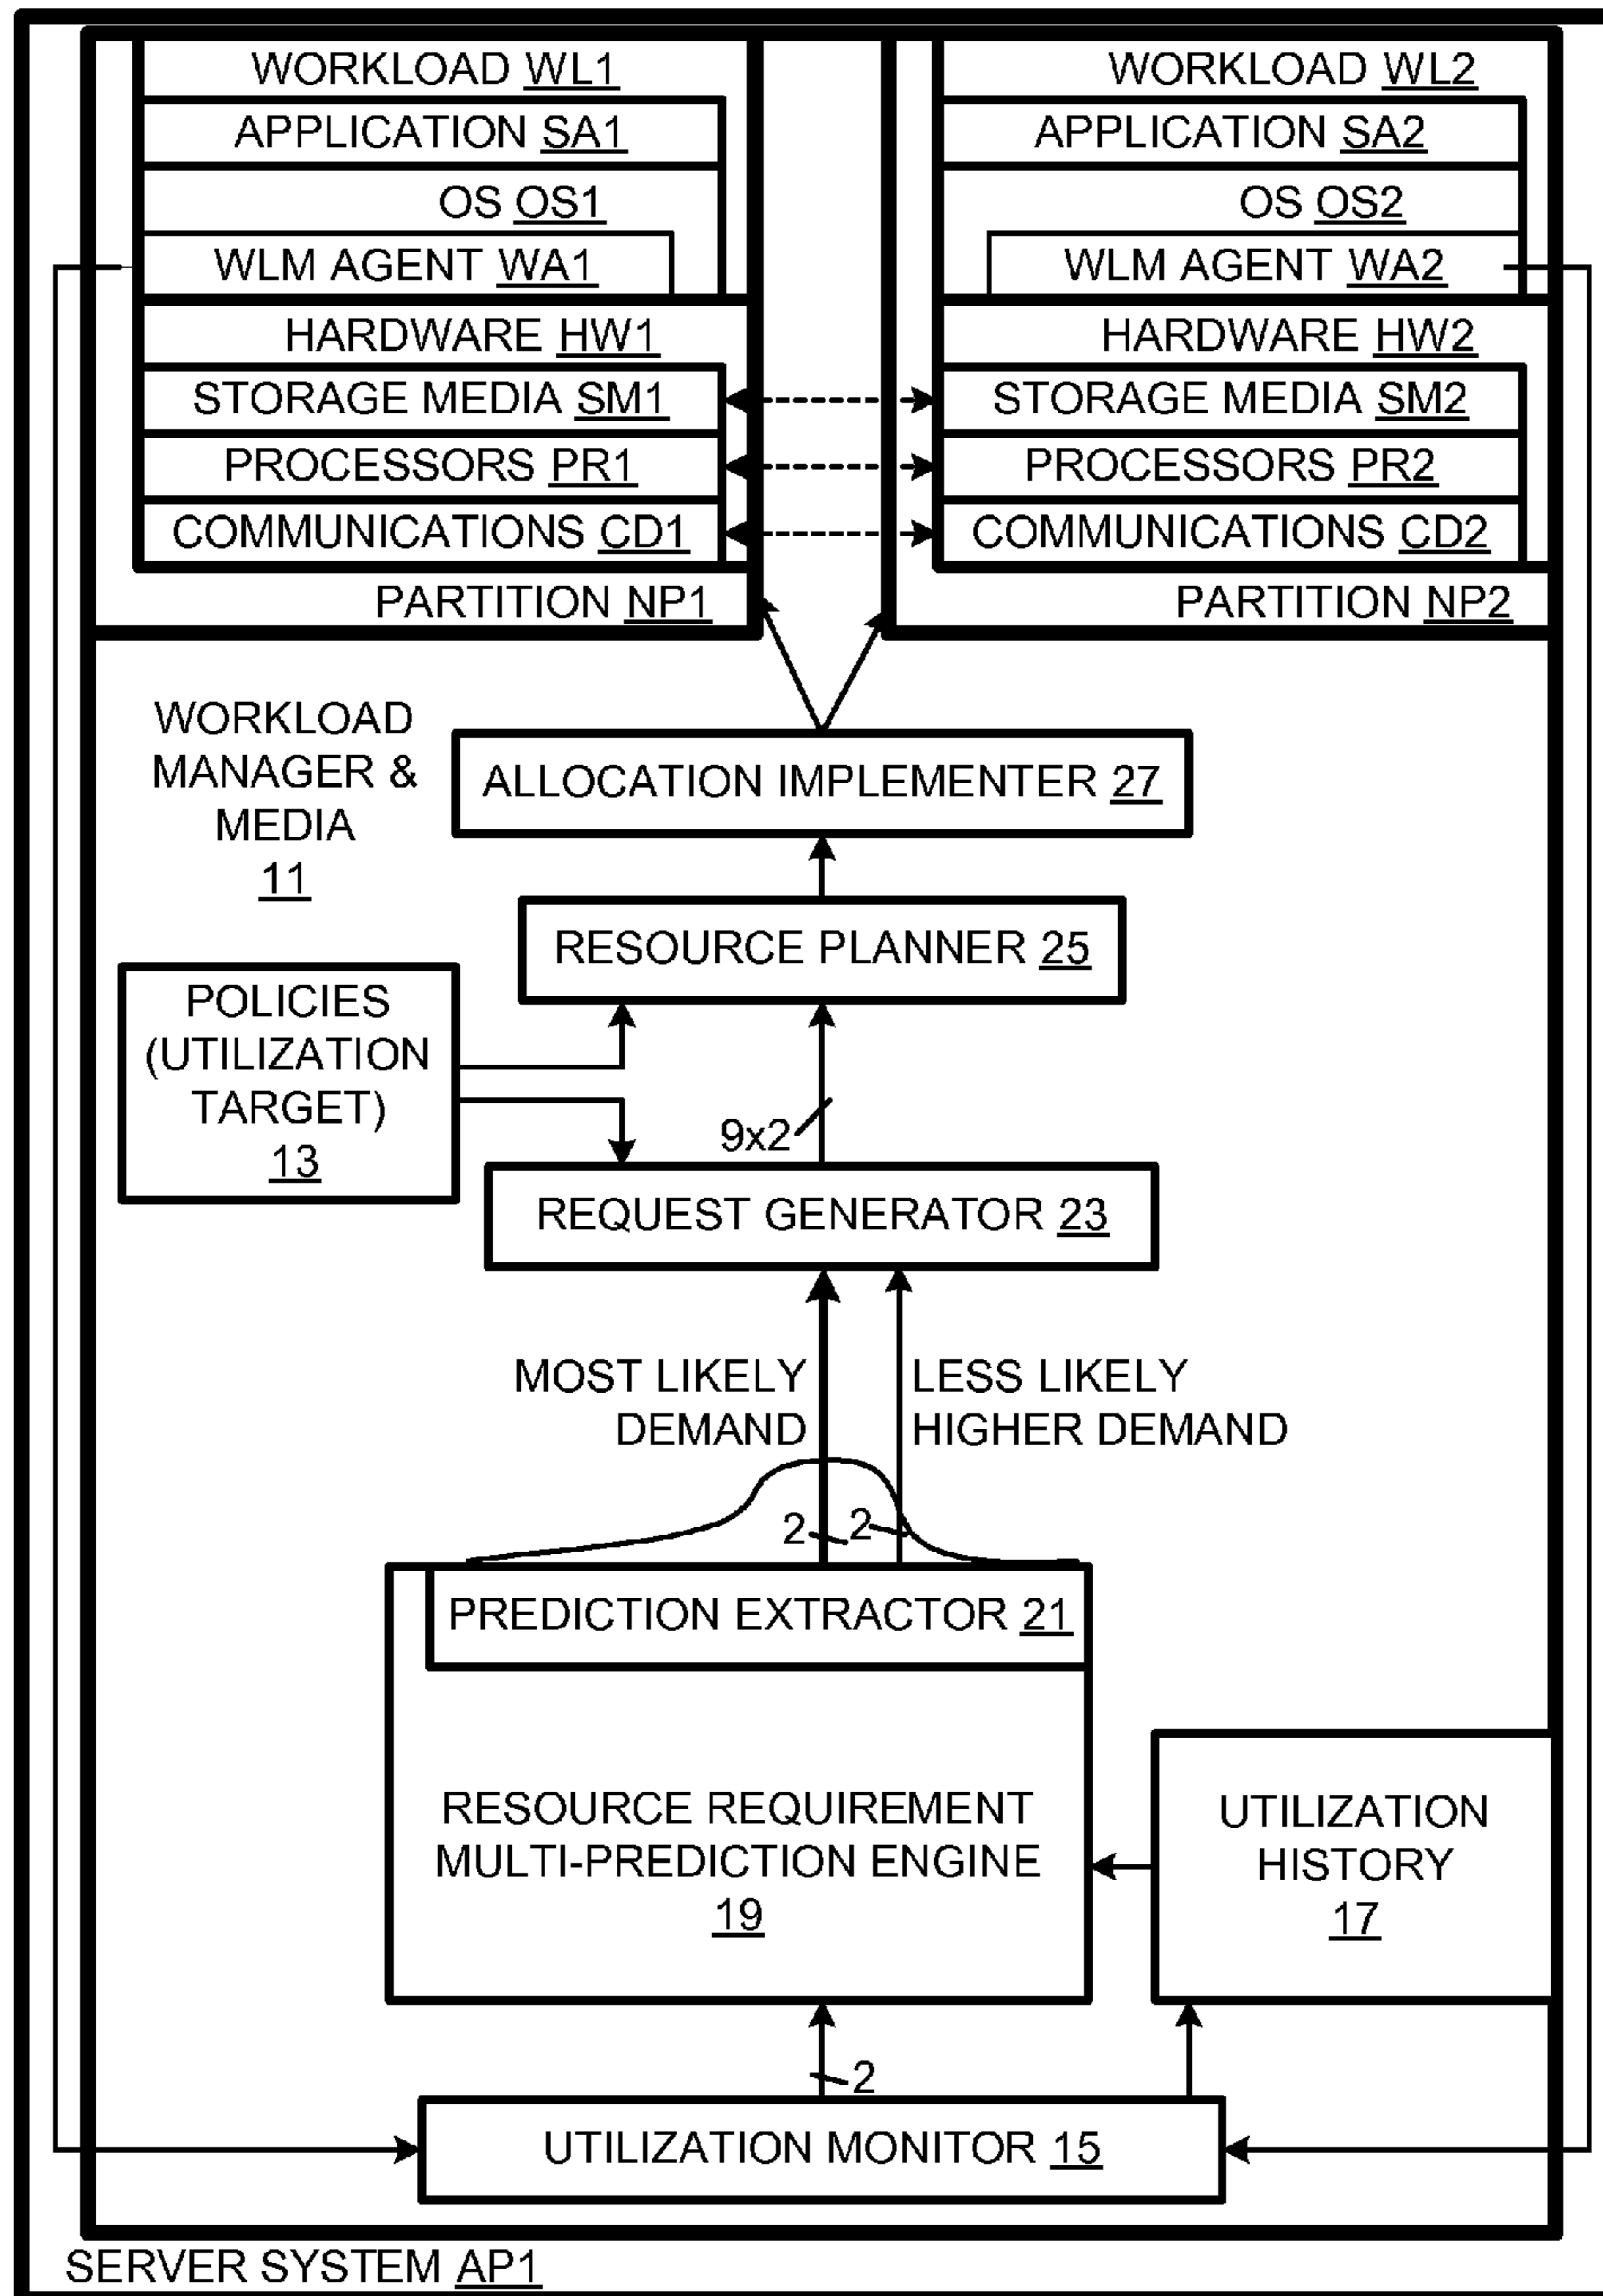 WORKLOAD WL1
APPLICATION SA1
OS OS1
WLM AGENT WA1
HARDWARE HW1
STORAGE MEDIA SM1
PROCESSORS PR1
COMMUNICATIONS CD1
PARTITION NP1
WORKLOAD WL2
APPLICATION SA2
OS OS2
WLM AGENT WA2
HARDWARE HW2
STORAGE MEDIA SM2
PROCESSORS PR2
COMMUNICATIONS CD2
PARTITION NP2
WORKLOAD
MANAGER &
MEDIA
11
ALLOCATION IMPLEMENTER 27
RESOURCE PLANNER 25
POLICIES
(UTILIZATION
TARGET)
13
9x2
REQUEST GENERATOR 23
MOST LIKELY
DEMAND
LESS LIKELY
HIGHER DEMAND
2
2
PREDICTION EXTRACTOR 21
RESOURCE REQUIREMENT
MULTI-PREDICTION ENGINE
19
UTILIZATION
HISTORY
17
2
UTILIZATION MONITOR 15
SERVER SYSTEM AP1